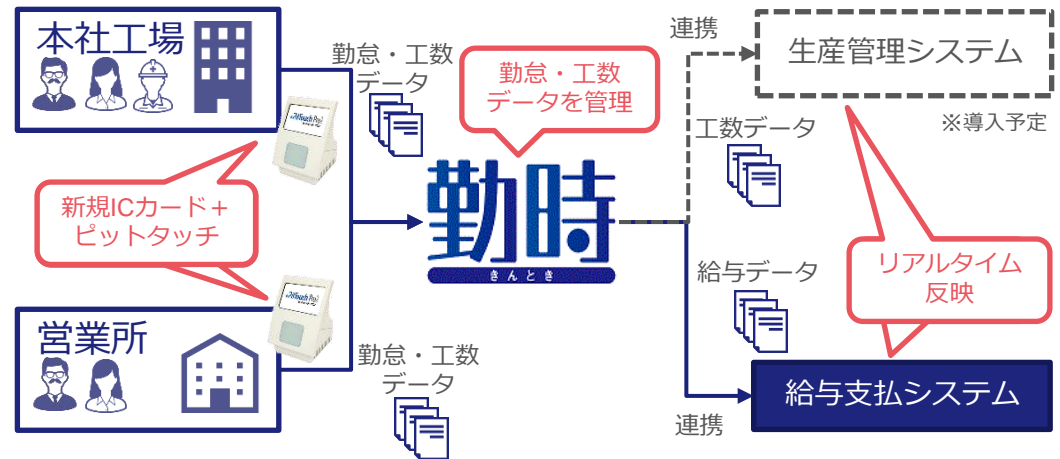 本社工場
勤怠・工数
データ
PitTouch Pro2
新規ICカード＋
ピットタッチ
PitTouch Pro2
営業所
勤怠・工数
データ
勤怠・工数
データを管理
勤時
きんとき
連携
生産管理システム
※導入予定
工数データ
給与データ
リアルタイム
反映
給与支払システム
連携